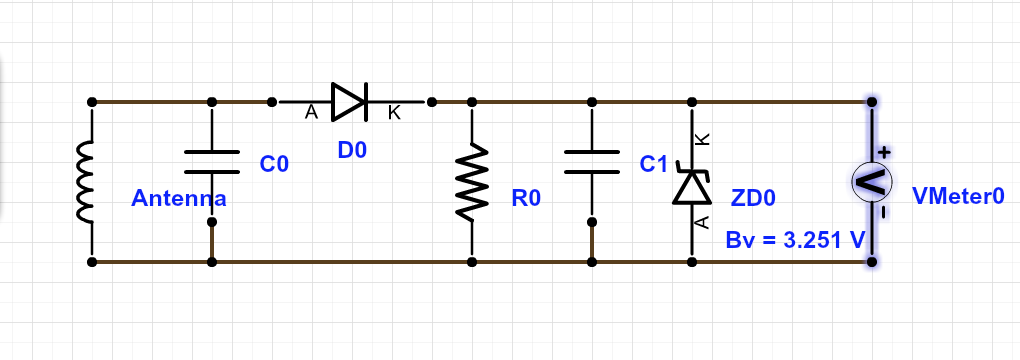 A
K
D0
C0
Antenna
R0
C1
K
A
ZD0
Bv = 3.251 V
V
+
-
VMeter0